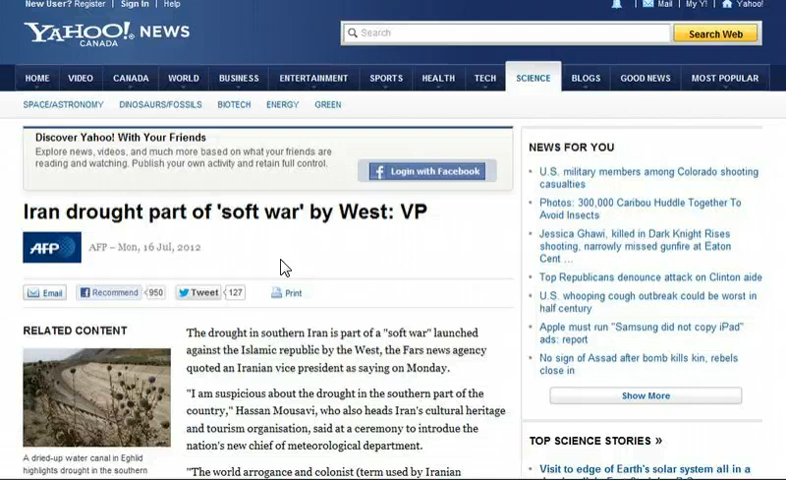 New User? Register Sign In Help
Mail My Y! Yahoo!
YAHOO! NEWS
CANADA
Search
Search Web
HOME VIDEO CANADA WORLD BUSINESS ENTERTAINMENT SPORTS HEALTH TECH SCIENCE BLOGS GOOD NEWS MOST POPULAR
SPACE/ASTRONOMY DINOSAURS/FOSSILS BIOTECH ENERGY GREEN
Discover Yahoo! With Your Friends
Explore news, videos, and much more based on what your friends are
reading and watching. Publish your own activity and retain full control.
Login with Facebook
Iran drought part of 'soft war' by West: VP
AFP
AFP – Mon, 16 Jul, 2012
Email Recommend 950 Tweet 127 Print
RELATED CONTENT
A dried-up water canal in Eghlid
highlights drought in the southern
The drought in southern Iran is part of a "soft war" launched
against the Islamic republic by the West, the Fars news agency
quoted an Iranian vice president as saying on Monday.
"I am suspicious about the drought in the southern part of the
country," Hassan Mousavi, who also heads Iran's cultural heritage
and tourism organisation, said at a ceremony to introduce the
nation's new chief of meteorological department.
"The world arrogance and colonist (term used by Iranian
NEWS FOR YOU
U.S. military members among Colorado shooting
casualties
Photos: 300,000 Caribou Huddle Together To
Avoid Insects
Jessica Ghawi, killed in Dark Knight Rises
shooting, narrowly missed gunfire at Eaton
Cent ...
Top Republicans denounce attack on Clinton aide
U.S. whooping cough outbreak could be worst in
half century
Apple must run "Samsung did not copy iPad"
ads: report
No sign of Assad after bomb kills kin, rebels
close in
Show More
TOP SCIENCE STORIES »
Visit to edge of Earth's solar system all in a